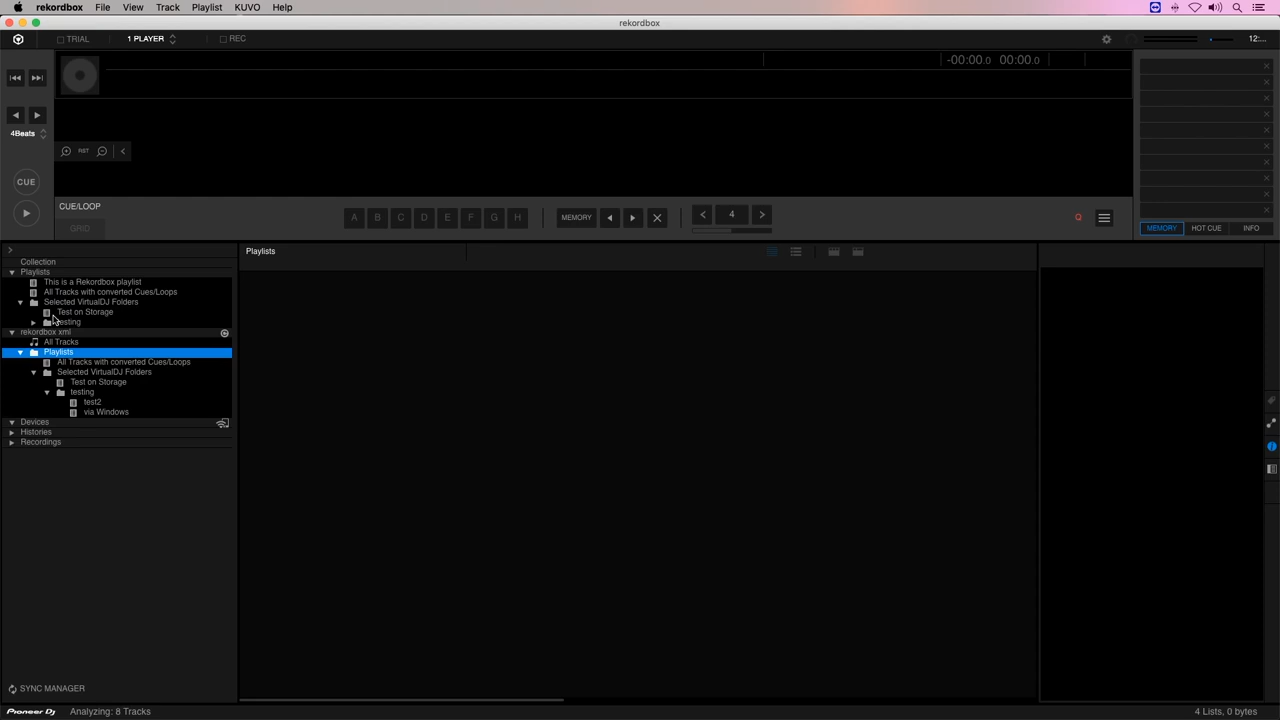 rekordbox File View Track Playlist KUVO Help
rekordbox
TRIAL 1 PLAYER REC 12:...
-00:00.0 00:00.0
4Beats
RST
CUE
CUE/LOOP
GRID
A B C D E F G H MEMORY 4 Q
MEMORY HOT CUE INFO
Collection
Playlists
Playlists
This is a Rekordbox playlist
All Tracks with converted Cues/Loops
Selected VirtualDJ Folders
Test on Storage
testing
rekordbox xml
All Tracks
Playlists
All Tracks with converted Cues/Loops
Selected VirtualDJ Folders
Test on Storage
testing
test2
via Windows
Devices
Histories
Recordings
SYNC MANAGER
Pioneer Dj Analyzing: 8 Tracks 4 Lists, 0 bytes